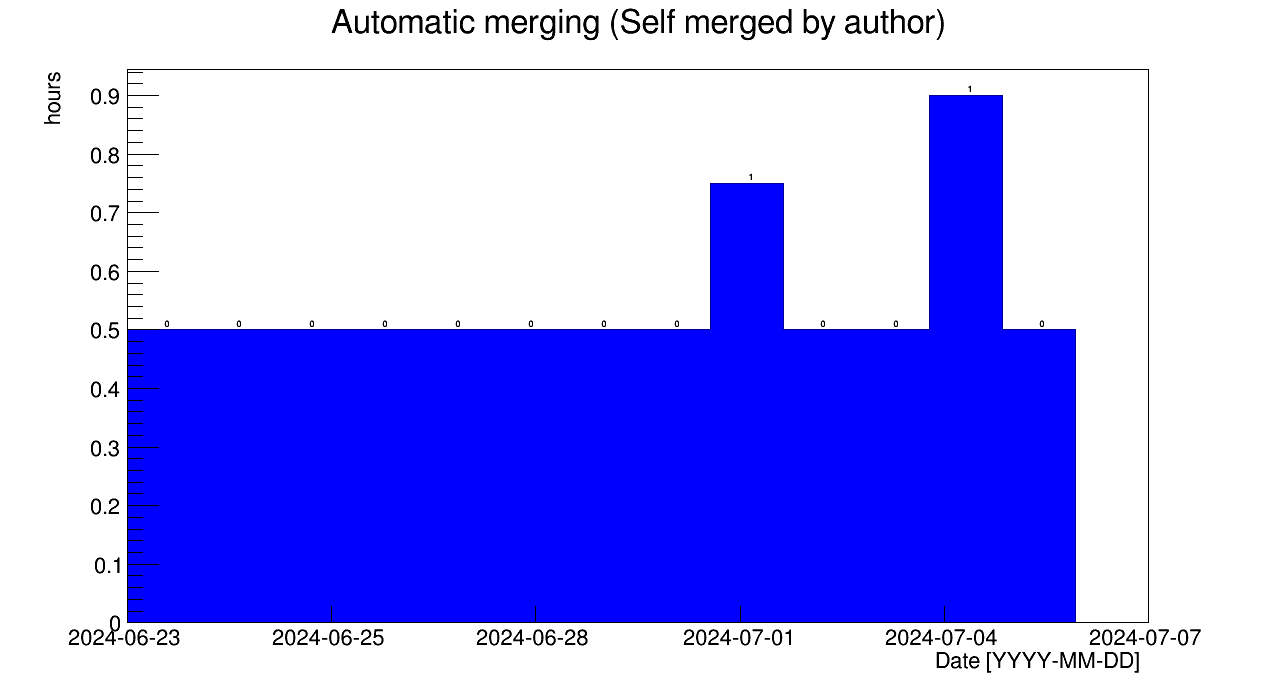 Automatic merging (Self merged by author)
hours
0.9
0.8
0.7
0.6
0.5
0.4
0.3
0.2
0.1
0
0 0 0 0 0 0 0 0 1 0 0 1 0
2024-06-23 2024-06-25 2024-06-28 2024-07-01 2024-07-04 2024-07-07
Date [YYYY-MM-DD]